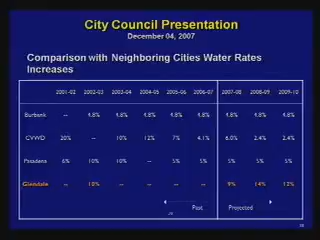 City Council Presentation
December 04, 2007
Comparison with Neighboring Cities Water Rates
Increases
2001-02 2002-03 2003-04 2004-05 2005-06 2006-07 2007-08 2008-09 2009-10
Burbank -- 4.8% 4.8% 4.8% 4.8% 4.8% 4.8% 4.8% 4.8%
CVWD 20% -- 10% 12% 7% 4.1% 6.0% 2.4% 2.4%
Pasadena 6% 10% 10% -- 5% 5% 5% 5% 5%
Glendale -- 10% -- -- -- -- 9% 14% 12%
Past Projected